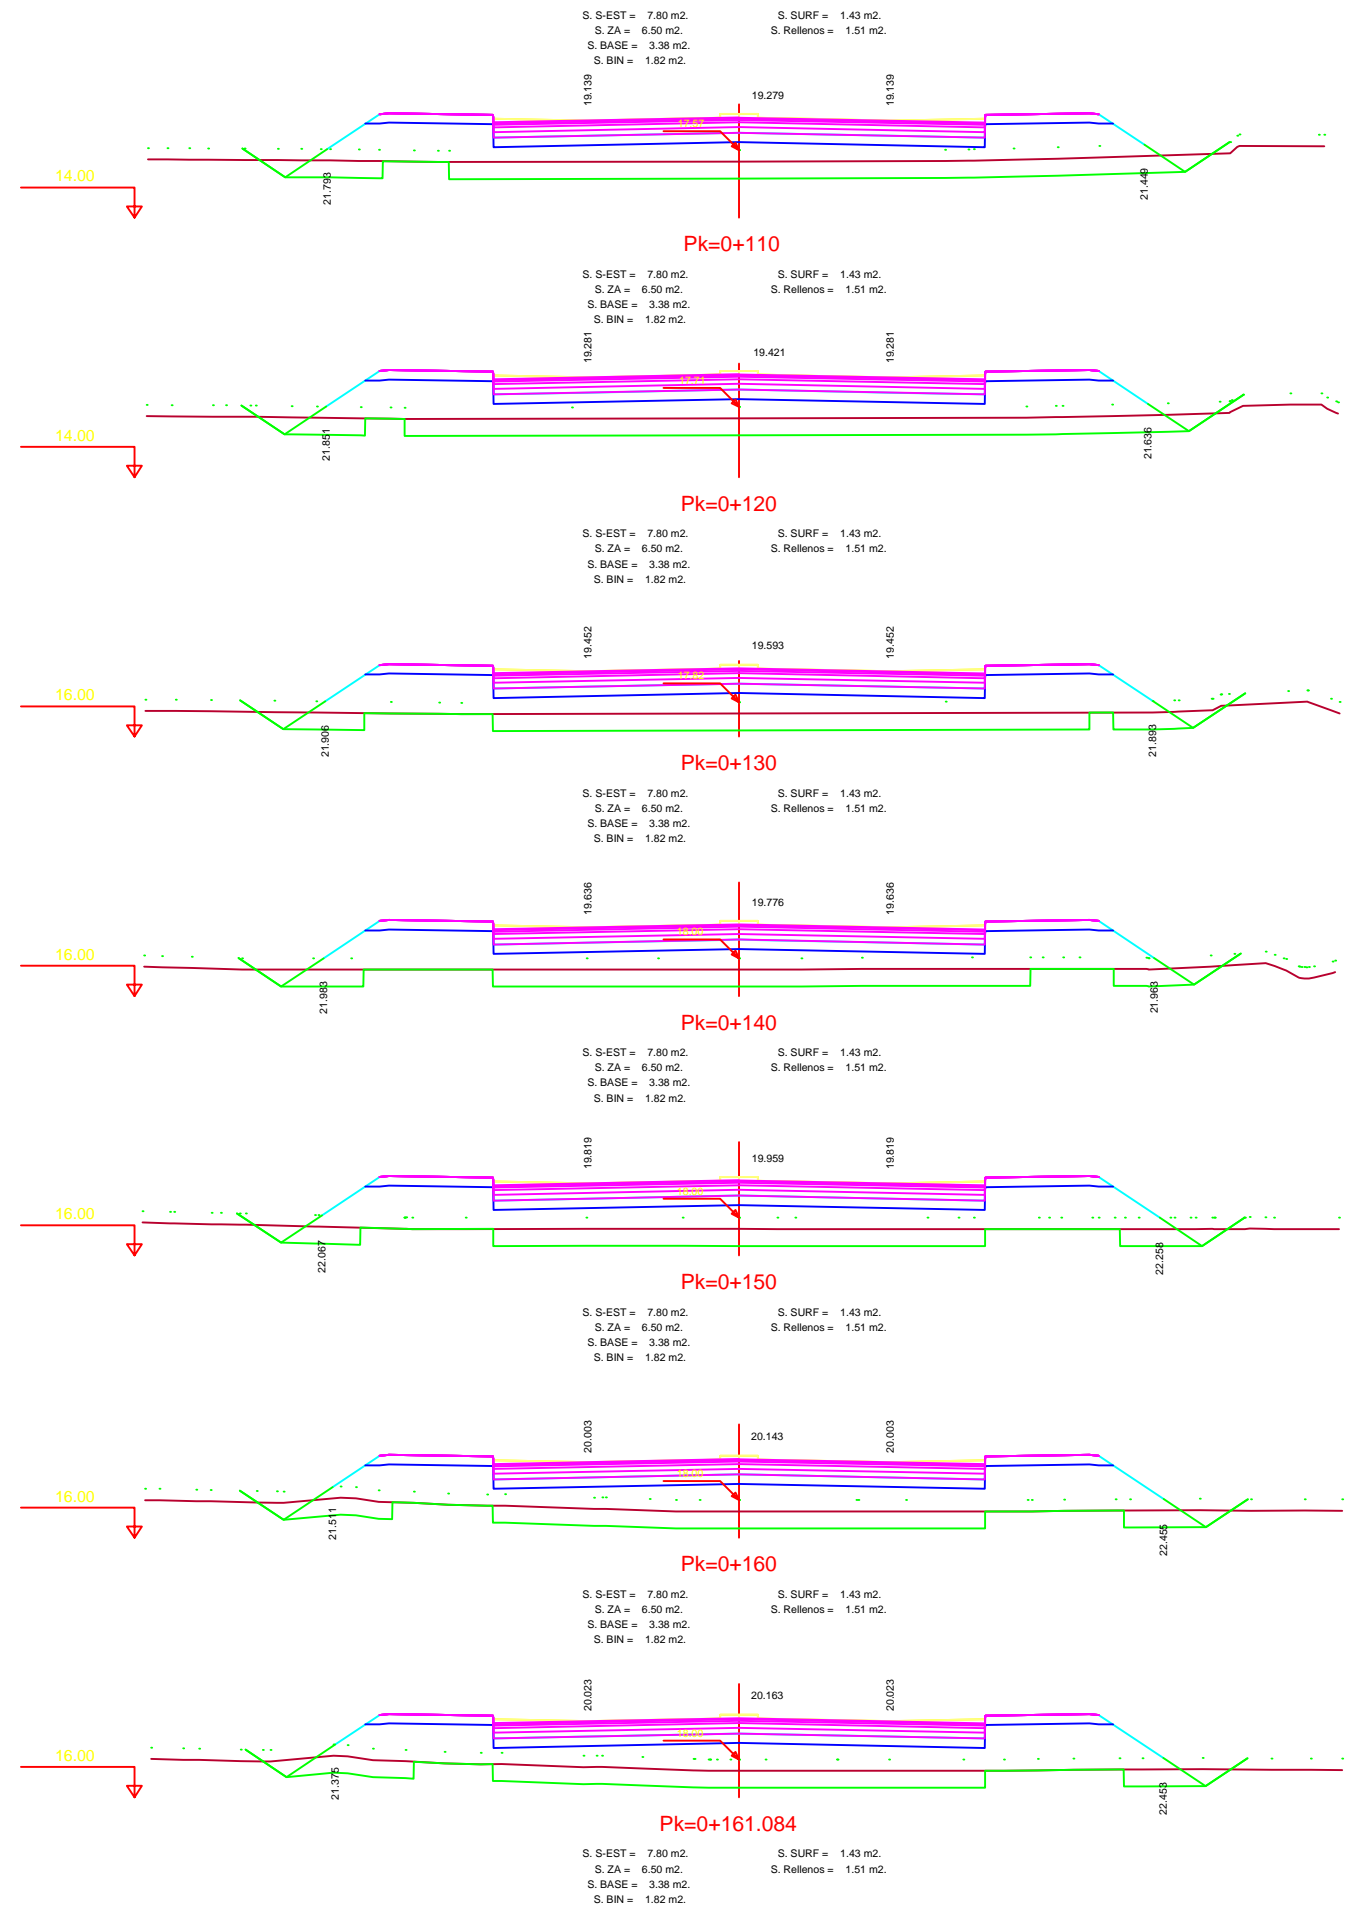 S. S-EST = 7.80 m2. S. SURF = 1.43 m2.
S. ZA = 6.50 m2. S. Rellenos = 1.51 m2.
S. BASE = 3.38 m2.
S. BIN = 1.82 m2.
19.139 19.279 19.139
17.57
14.00
21.793 21.449
Pk=0+110
S. S-EST = 7.80 m2. S. SURF = 1.43 m2.
S. ZA = 6.50 m2. S. Rellenos = 1.51 m2.
S. BASE = 3.38 m2.
S. BIN = 1.82 m2.
19.281 19.421 19.281
17.71
14.00
21.851 21.636
Pk=0+120
S. S-EST = 7.80 m2. S. SURF = 1.43 m2.
S. ZA = 6.50 m2. S. Rellenos = 1.51 m2.
S. BASE = 3.38 m2.
S. BIN = 1.82 m2.
19.452 19.593 19.452
16.00
21.906 21.893
Pk=0+130
S. S-EST = 7.80 m2. S. SURF = 1.43 m2.
S. ZA = 6.50 m2. S. Rellenos = 1.51 m2.
S. BASE = 3.38 m2.
S. BIN = 1.82 m2.
19.636 19.776 19.636
16.00
21.983 21.963
Pk=0+140
S. S-EST = 7.80 m2. S. SURF = 1.43 m2.
S. ZA = 6.50 m2. S. Rellenos = 1.51 m2.
S. BASE = 3.38 m2.
S. BIN = 1.82 m2.
19.819 19.959 19.819
16.00
22.067 22.258
Pk=0+150
S. S-EST = 7.80 m2. S. SURF = 1.43 m2.
S. ZA = 6.50 m2. S. Rellenos = 1.51 m2.
S. BASE = 3.38 m2.
S. BIN = 1.82 m2.
20.003 20.143 20.003
16.00
21.511 22.455
Pk=0+160
S. S-EST = 7.80 m2. S. SURF = 1.43 m2.
S. ZA = 6.50 m2. S. Rellenos = 1.51 m2.
S. BASE = 3.38 m2.
S. BIN = 1.82 m2.
20.023 20.163 20.023
16.00
21.375 22.453
Pk=0+161.084
S. S-EST = 7.80 m2. S. SURF = 1.43 m2.
S. ZA = 6.50 m2. S. Rellenos = 1.51 m2.
S. BASE = 3.38 m2.
S. BIN = 1.82 m2.